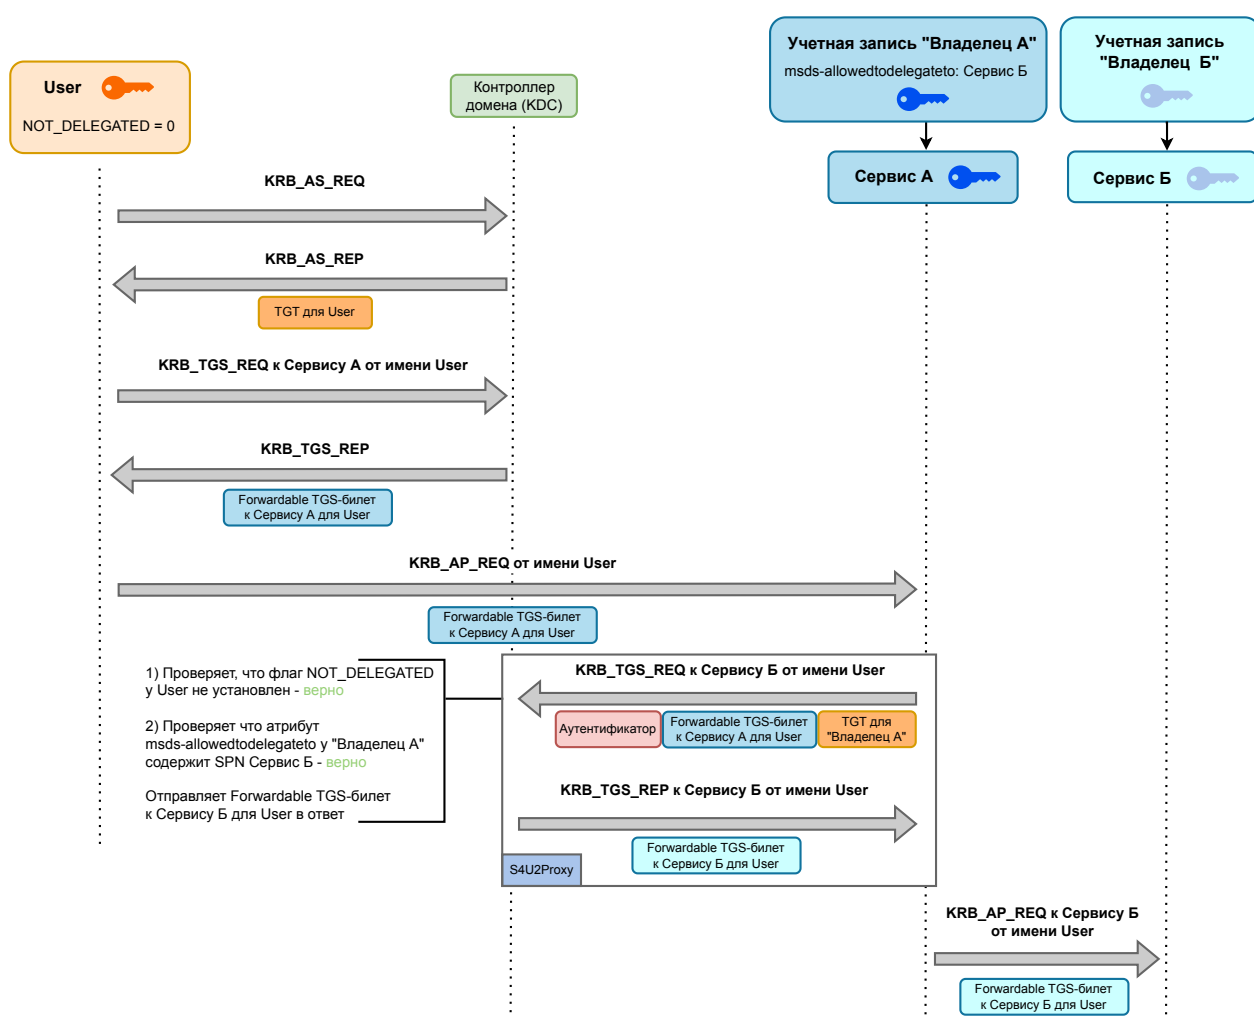 Учетная запись "Владелец А"
msds-allowedtodelegateto: Сервис Б
Учетная запись
"Владелец Б"
User
NOT_DELEGATED = 0
Контроллер
домена (KDC)
Сервис А
Сервис Б
KRB_AS_REQ
KRB_AS_REP
TGT для User
KRB_TGS_REQ к Сервису А от имени User
KRB_TGS_REP
Forwardable TGS-билет
к Сервису А для User
KRB_AP_REQ от имени User
Forwardable TGS-билет
к Сервису А для User
1) Проверяет, что флаг NOT_DELEGATED
у User не установлен - верно
2) Проверяет что атрибут
msds-allowedtodelegateto у "Владелец А"
содержит SPN Сервис Б - верно
Отправляет Forwardable TGS-билет
к Сервису Б для User в ответ
KRB_TGS_REQ к Сервису Б от имени User
Аутентификатор
Forwardable TGS-билет
к Сервису А для User
TGT для
"Владелец А"
KRB_TGS_REP к Сервису Б от имени User
Forwardable TGS-билет
к Сервису Б для User
S4U2Proxy
KRB_AP_REQ к Сервису Б
от имени User
Forwardable TGS-билет
к Сервису Б для User